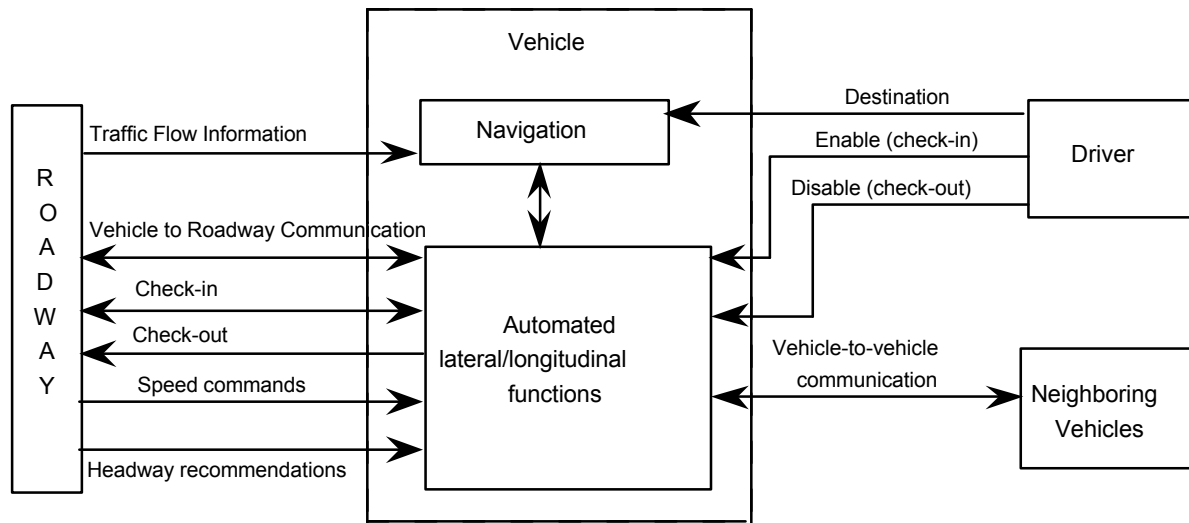 Vehicle
ROADWAY
Traffic Flow Information
Navigation
Destination
Enable (check-in)
Disable (check-out)
Driver
Vehicle to Roadway Communication
Check-in
Check-out
Speed commands
Headway recommendations
Automated
lateral/longitudinal
functions
Vehicle-to-vehicle
communication
Neighboring
Vehicles